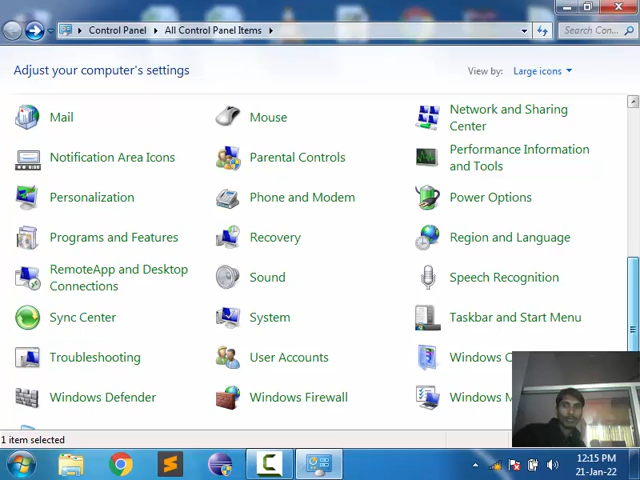 Control Panel All Control Panel Items
Search Con...
Adjust your computer's settings
View by: Large icons
Mail
Mouse
Network and Sharing
Center
Notification Area Icons
Parental Controls
Performance Information
and Tools
Personalization
Phone and Modem
Power Options
Programs and Features
Recovery
Region and Language
RemoteApp and Desktop
Connections
Sound
Speech Recognition
Sync Center
System
Taskbar and Start Menu
Troubleshooting
User Accounts
Windows C
Windows Defender
Windows Firewall
Windows M
1 item selected
12:15 PM
21-Jan-22